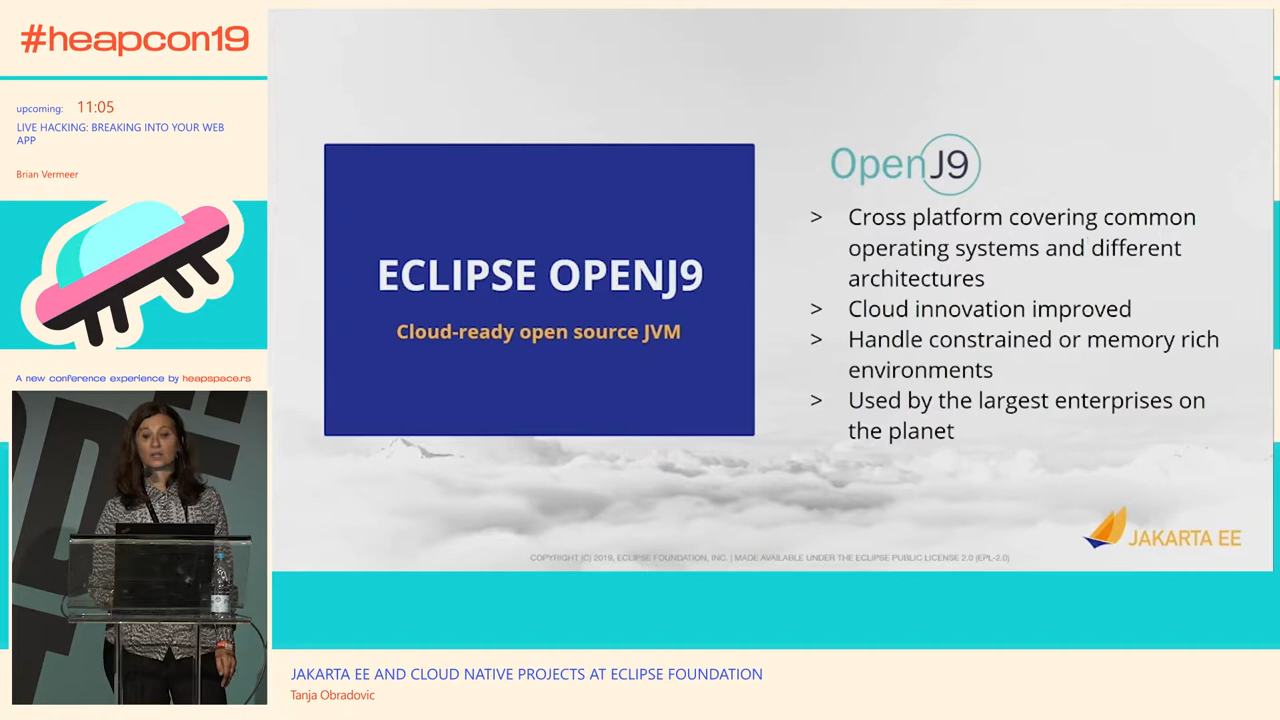 #heapcon19
upcoming: 11:05
LIVE HACKING: BREAKING INTO YOUR WEB
APP
Brian Vermeer
A new conference experience by heapspace.rs
ECLIPSE OPENJ9
Cloud-ready open source JVM
OpenJ9
> Cross platform covering common
operating systems and different
architectures
> Cloud innovation improved
> Handle constrained or memory rich
environments
> Used by the largest enterprises on
the planet
JAKARTA EE
COPYRIGHT (C) 2019, ECLIPSE FOUNDATION, INC. | MADE AVAILABLE UNDER THE ECLIPSE PUBLIC LICENSE 2.0 (EPL-2.0)
JAKARTA EE AND CLOUD NATIVE PROJECTS AT ECLIPSE FOUNDATION
Tanja Obradovic